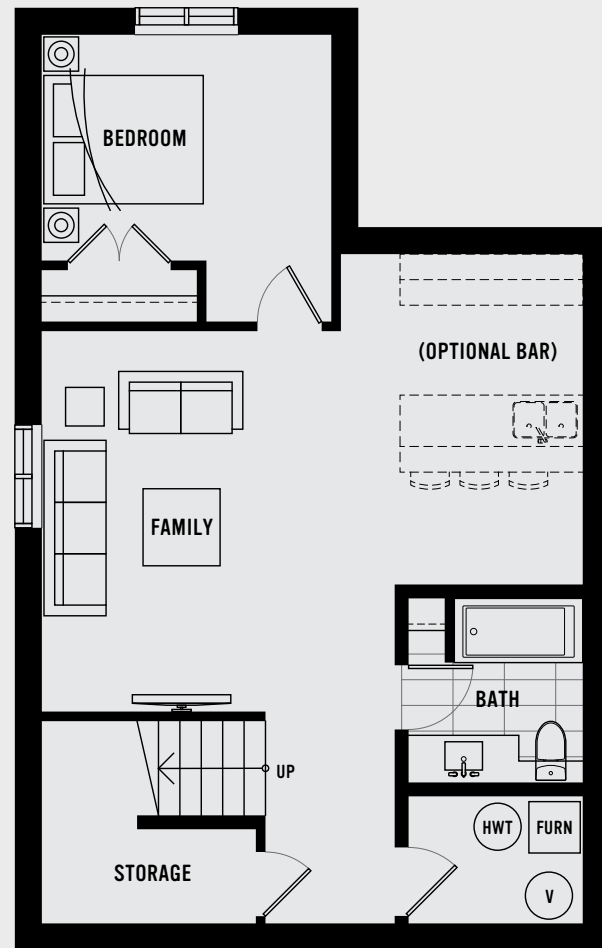 BEDROOM
(OPTIONAL BAR)
FAMILY
BATH
UP
HWT
FURN
STORAGE
V